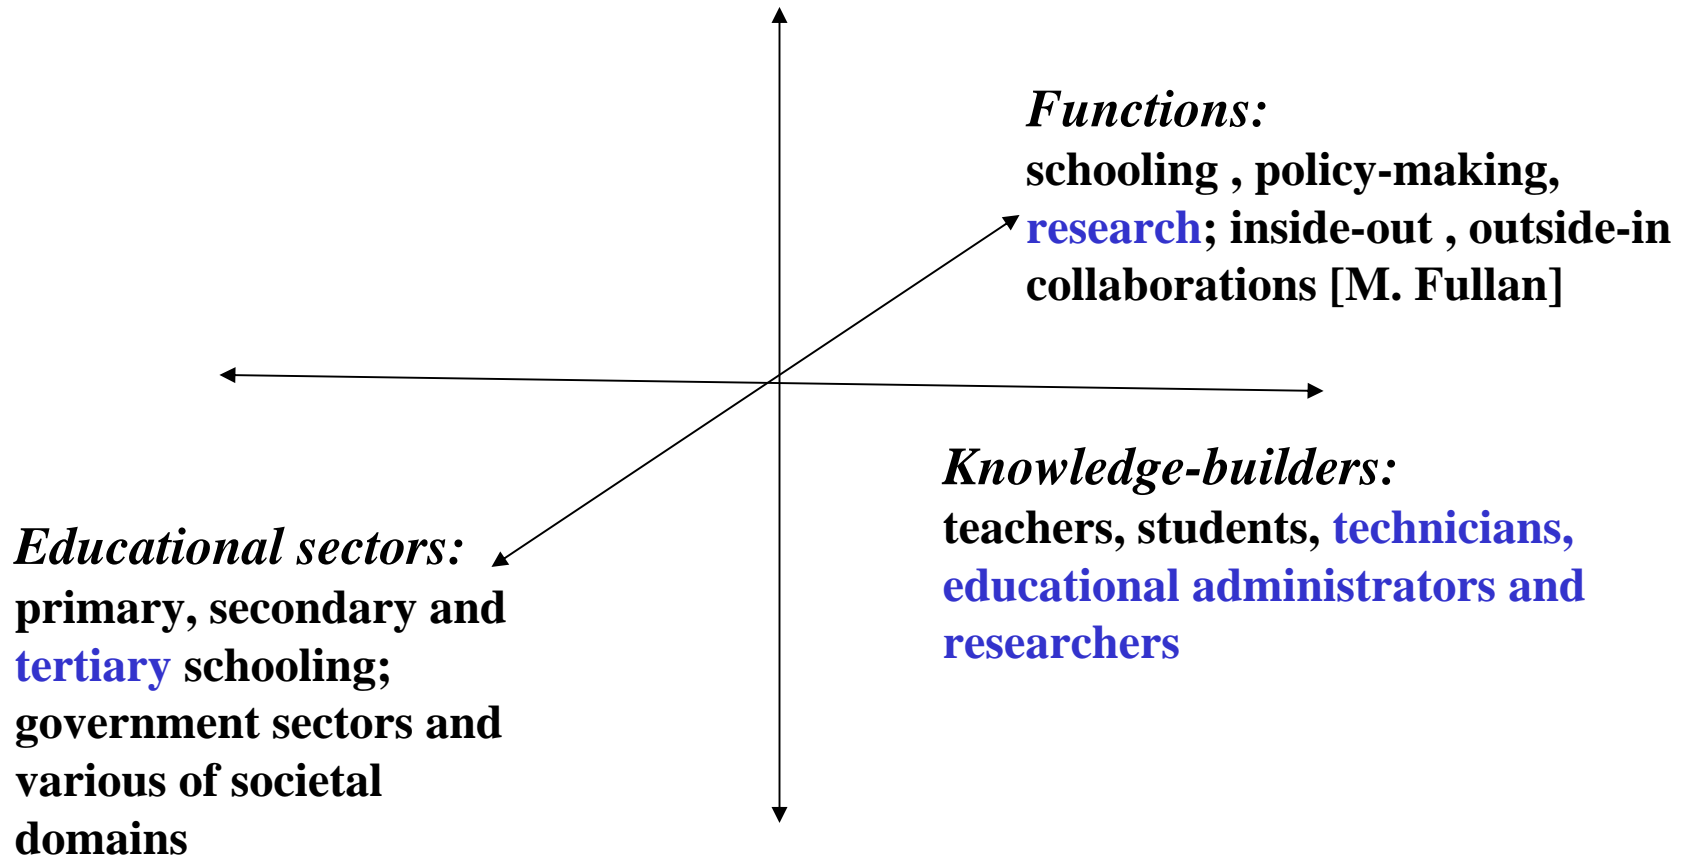 Functions:
schooling , policy-making,
research; inside-out , outside-in
collaborations [M. Fullan]
Knowledge-builders:
teachers, students, technicians,
educational administrators and
researchers
Educational sectors:
primary, secondary and
tertiary schooling;
government sectors and
various of societal
domains